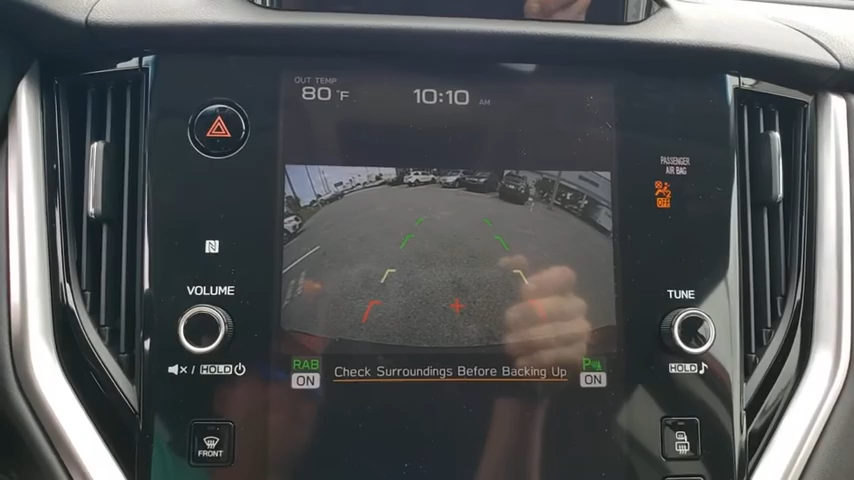 OUT TEMP
80 °F
10:10 AM
PASSENGER
AIR BAG
OFF
N
VOLUME
TUNE
/ HOLD
HOLD
RAB
ON
Check Surroundings Before Backing Up
P
ON
FRONT